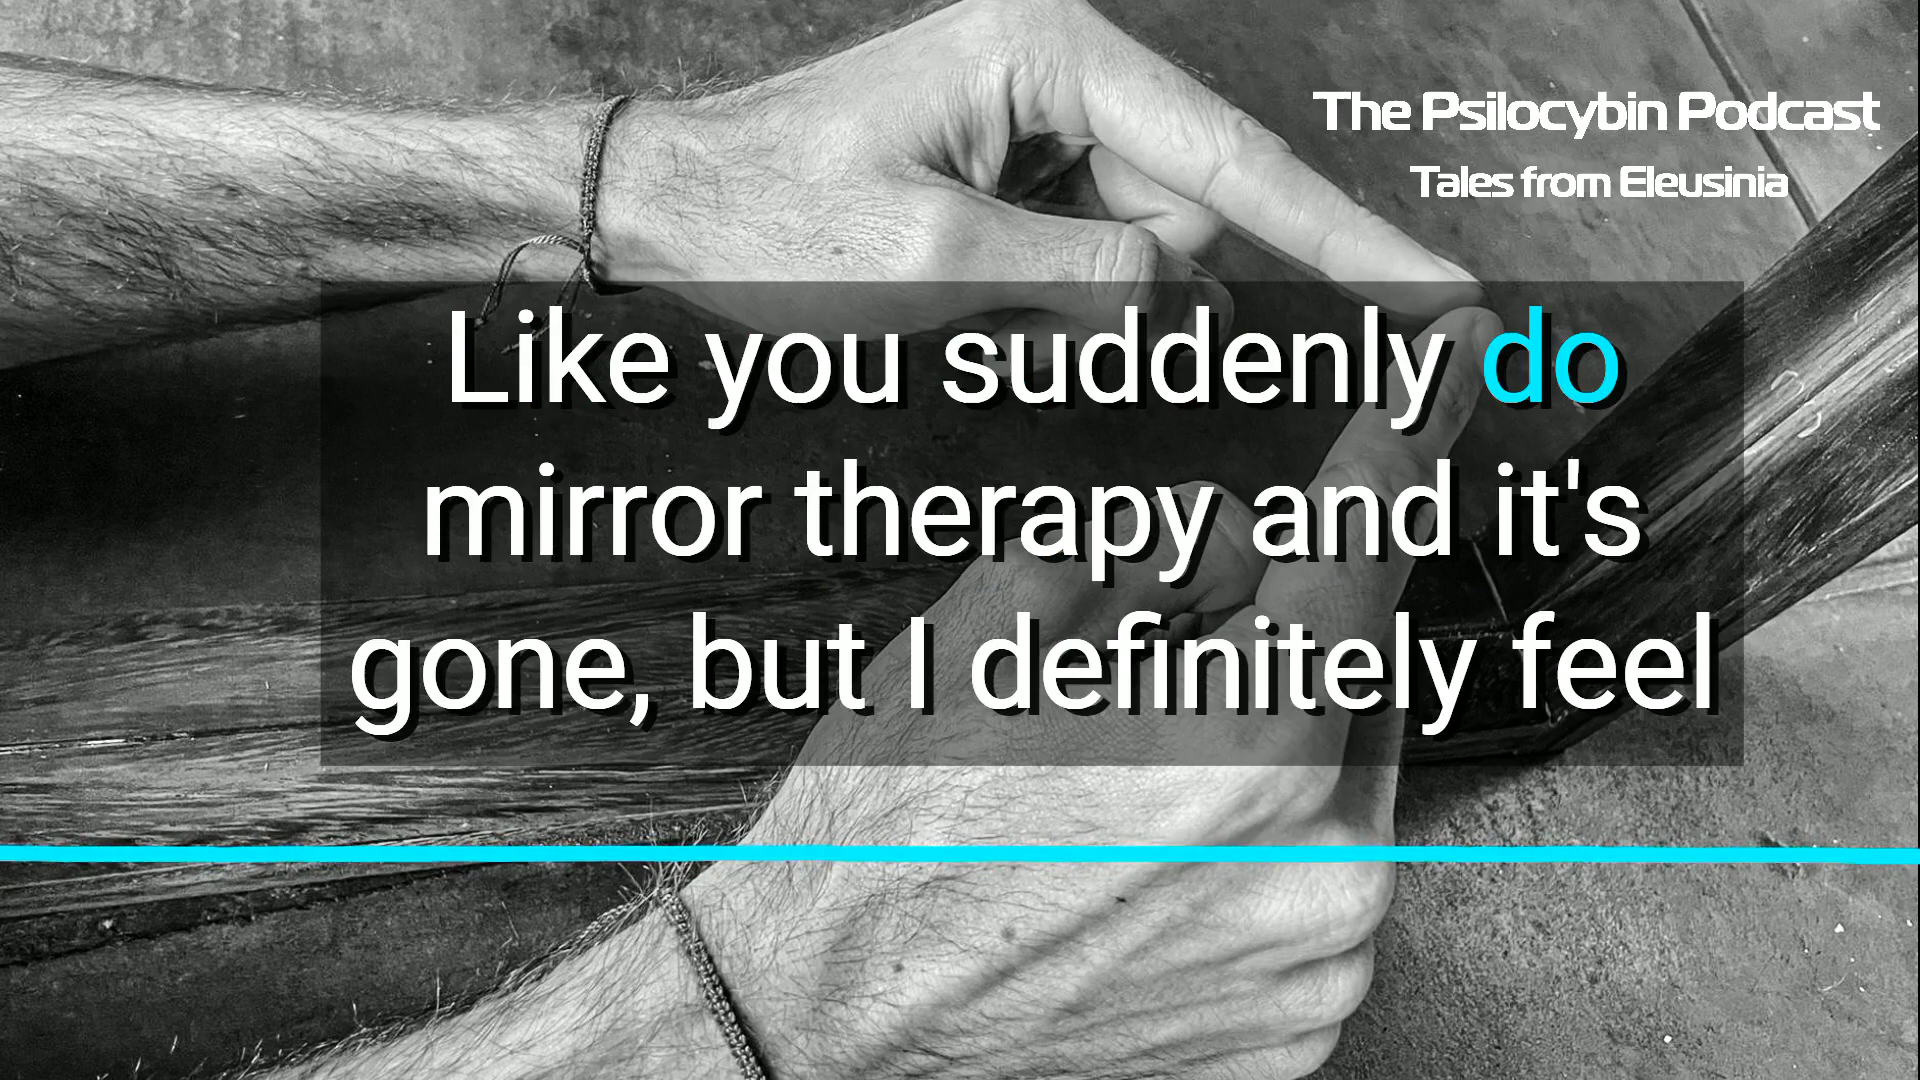 The Psilocybin Podcast
Tales from Eleusinia
Like you suddenly do
mirror therapy and it's
gone, but I definitely feel